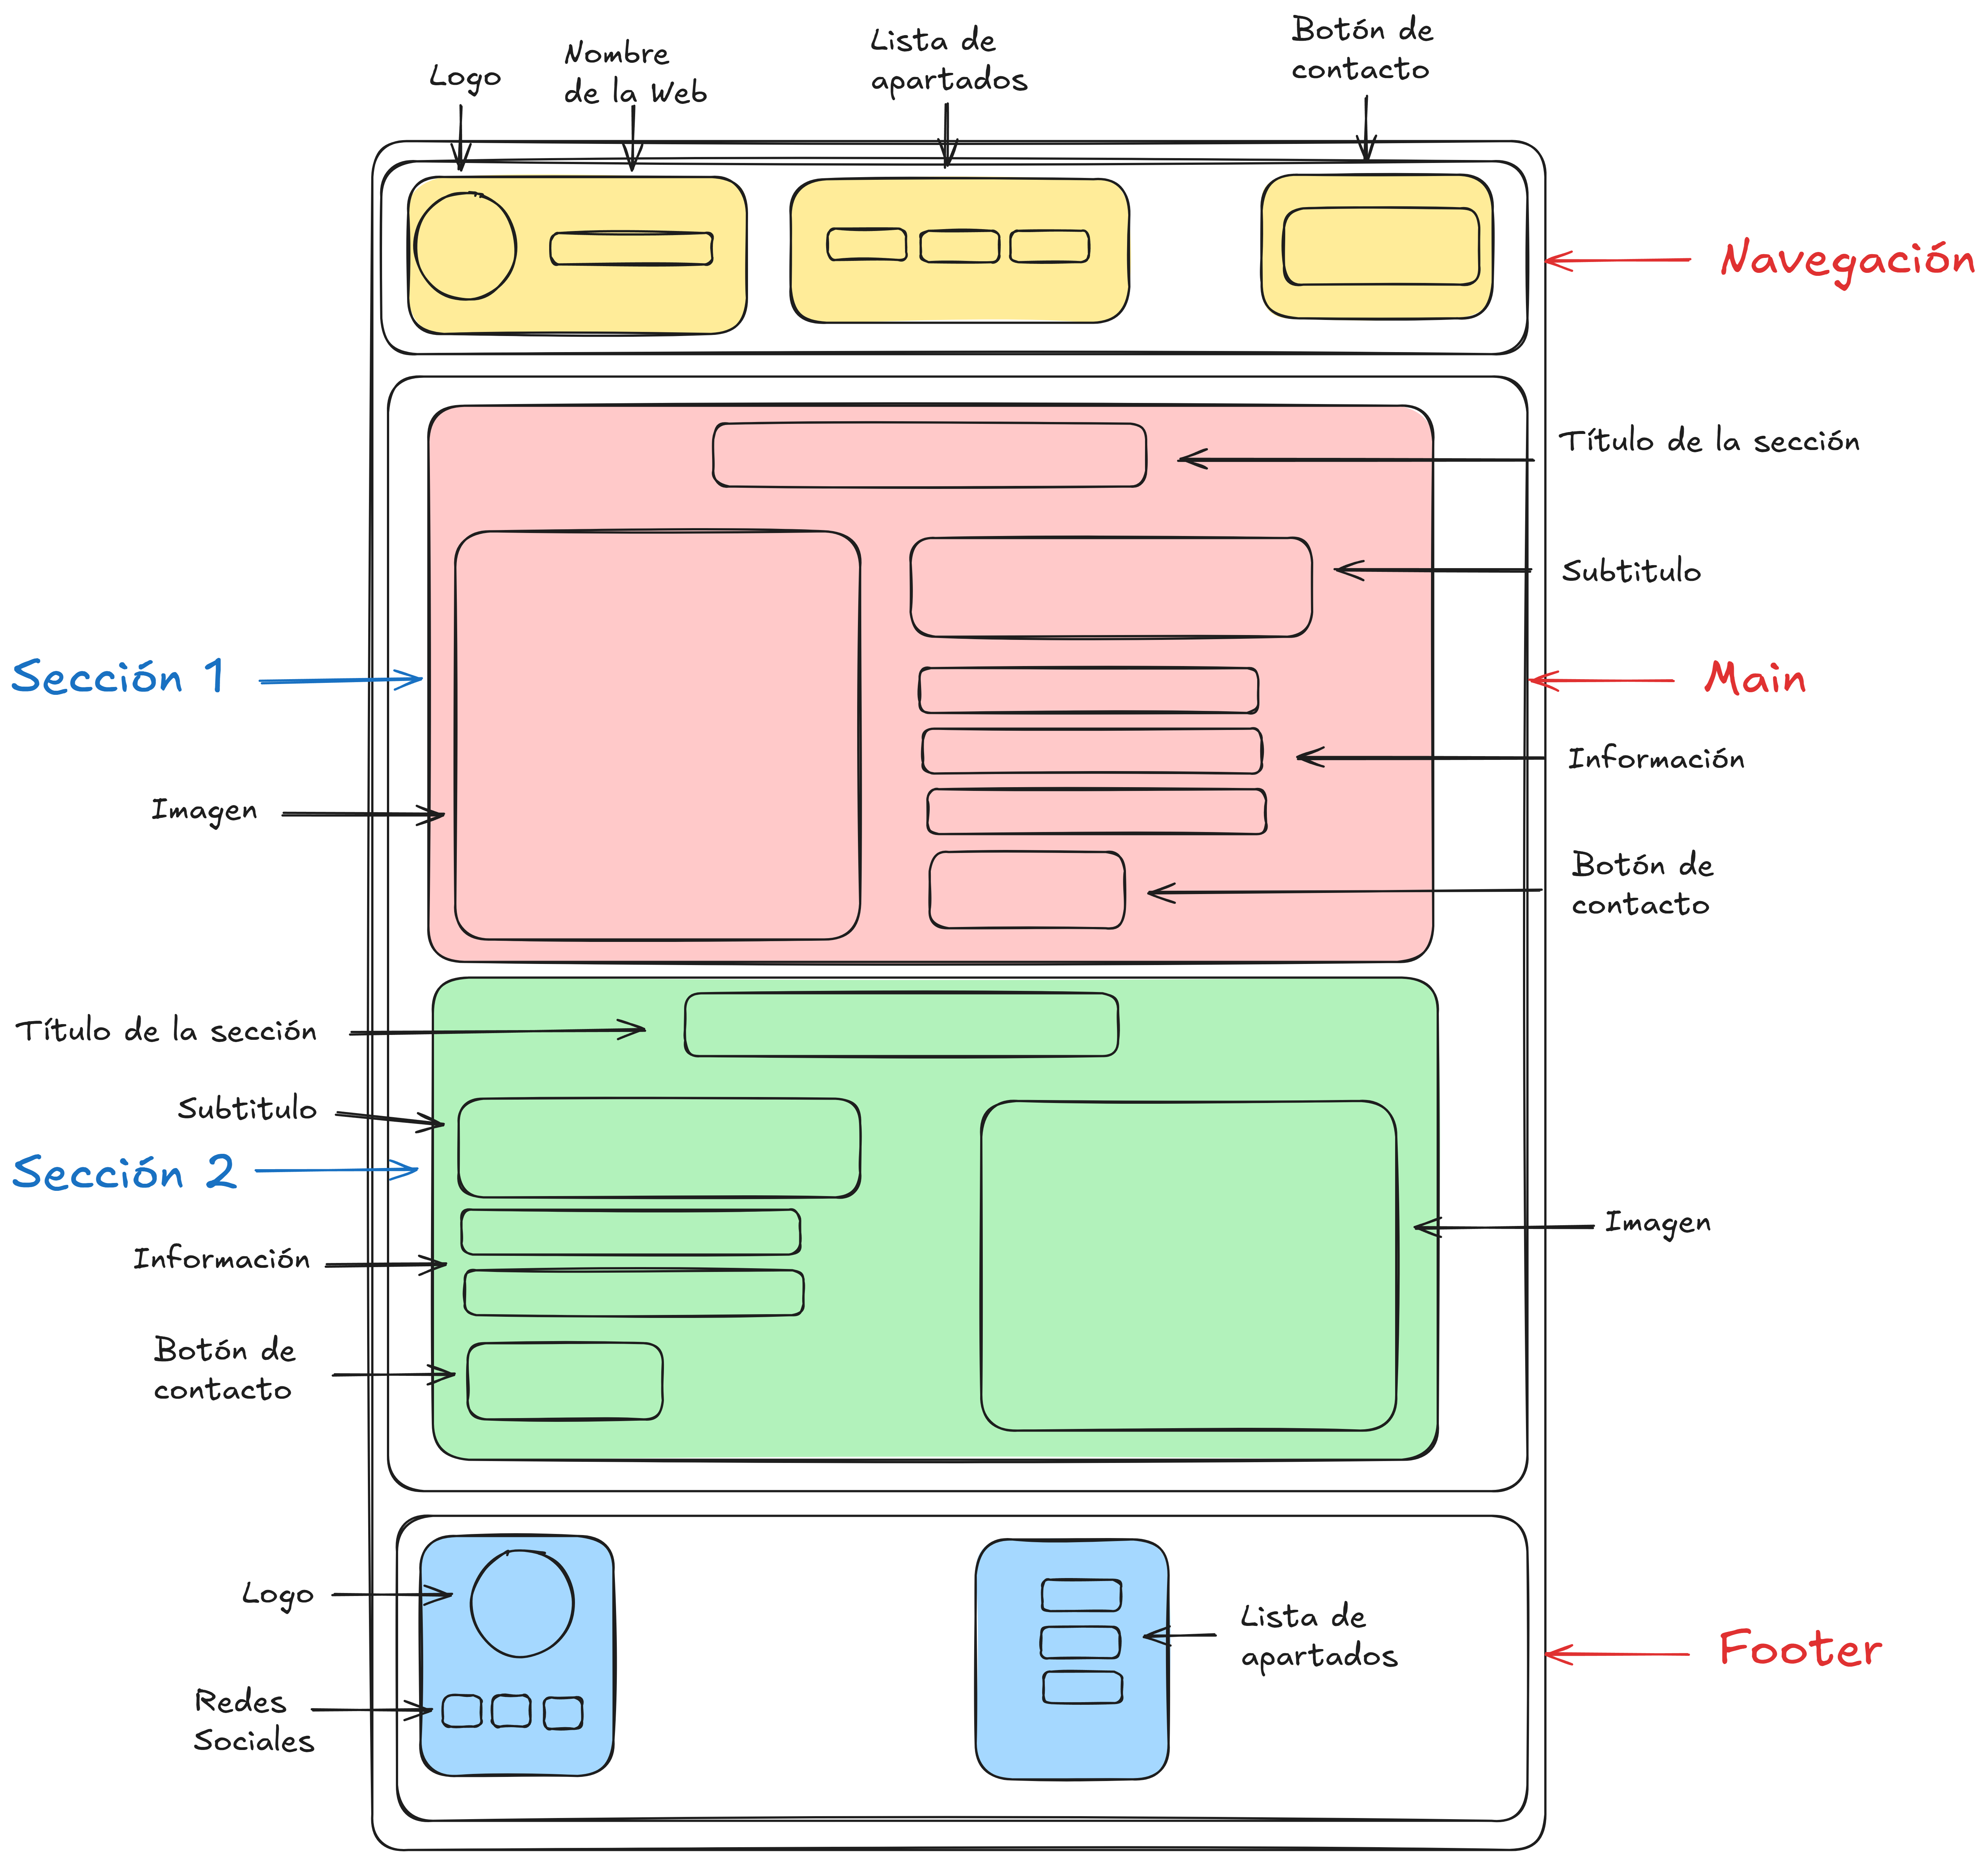 Logo
Nombre
de la Web
Lista de
apartados
Botón de
contacto
Navegación
Título de la sección
Subtitulo
Sección 1
Main
Información
Imagen
Botón de
contacto
Título de la sección
Subtitulo
Sección 2
Imagen
Información
Botón de
contacto
Logo
Lista de
apartados
Footer
Redes
Sociales